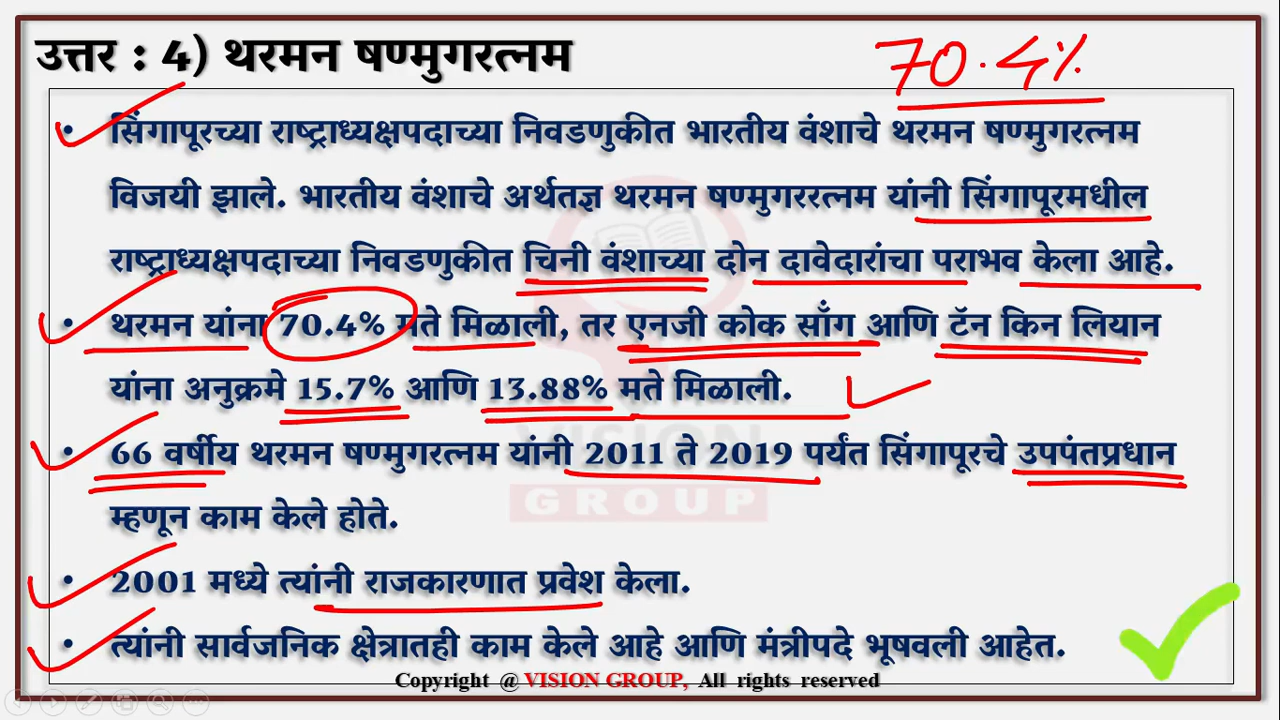 उत्तर : 4) थरमन षण्मुगरत्नम
70.4%
• सिंगापूरच्या राष्ट्राध्यक्षपदाच्या निवडणुकीत भारतीय वंशाचे थरमन षण्मुगरत्नम
विजयी झाले. भारतीय वंशाचे अर्थतज्ञ थरमन षण्मुगररत्नम यांनी सिंगापूरमधील
राष्ट्राध्यक्षपदाच्या निवडणुकीत चिनी वंशाच्या दोन दावेदारांचा पराभव केला आहे.
• थरमन यांना 70.4% मते मिळाली, तर एनजी कोक साँग आणि टॅन किन लियान
यांना अनुक्रमे 15.7% आणि 13.88% मते मिळाली.
• 66 वर्षीय थरमन षण्मुगरत्नम यांनी 2011 ते 2019 पर्यंत सिंगापूरचे उपपंतप्रधान
म्हणून काम केले होते.
• 2001 मध्ये त्यांनी राजकारणात प्रवेश केला.
• त्यांनी सार्वजनिक क्षेत्रातही काम केले आहे आणि मंत्रीपदे भूषवली आहेत.
VISION
GROUP
Copyright @ VISION GROUP, All rights reserved